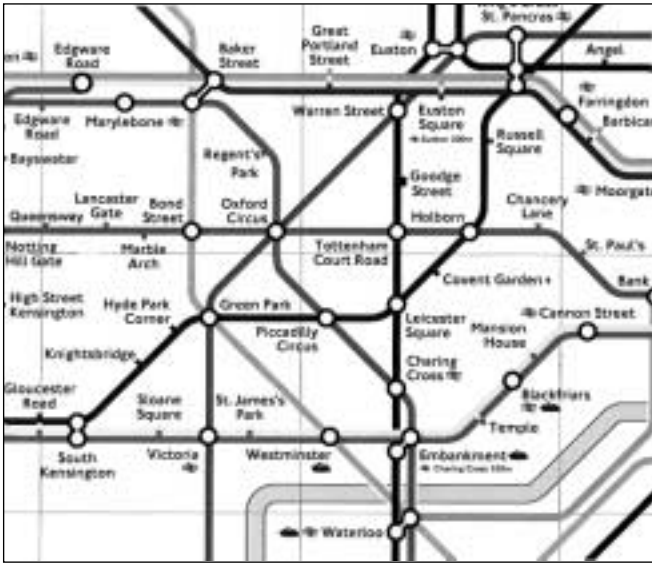 St. Pancras
Edgware
Road
Baker
Street
Great
Portland
Street
Euston
Angel
Edgware
Road
Marylebone
Warren Street
Euston
Square
Farringdon
Barbican
Bayswater
Regent's
Park
Goodge
Street
Russell
Square
Moorgat
Lancaster
Gate
Bond
Street
Oxford
Circus
Holborn
Chancery
Lane
Queensway
Notting
Hill Gate
Marble
Arch
Tottenham
Court Road
St. Paul's
High Street
Kensington
Hyde Park
Corner
Green Park
Covent Garden
Bank
Piccadilly
Circus
Leicester
Square
Cannon Street
Mansion
House
Knightsbridge
Charing
Cross
Gloucester
Road
Sloane
Square
St. James's
Park
Blackfriars
Temple
South
Kensington
Victoria
Westminster
Embankment
Waterloo